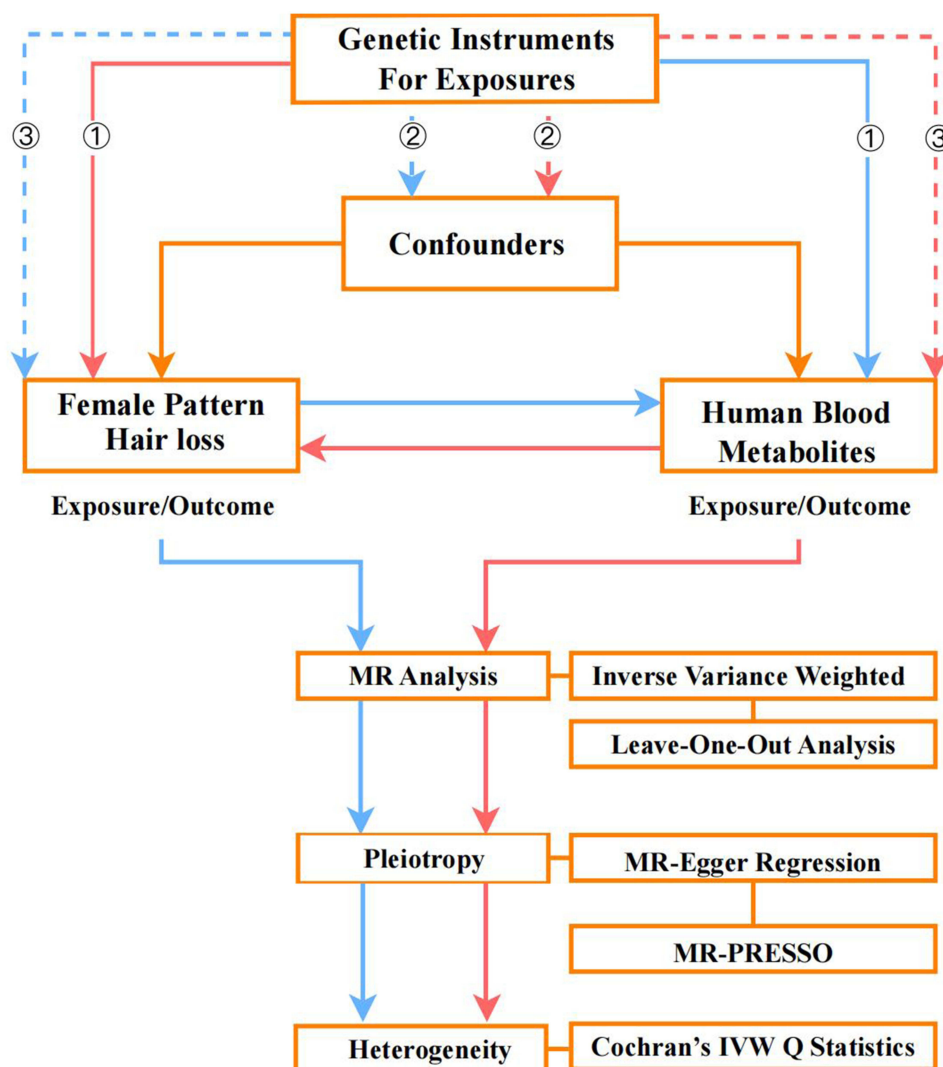 Genetic Instruments
For Exposures
③
①
②
②
①
③
Confounders
Female Pattern
Hair loss
Human Blood
Metabolites
Exposure/Outcome
Exposure/Outcome
MR Analysis
Inverse Variance Weighted
Leave-One-Out Analysis
Pleiotropy
MR-Egger Regression
MR-PRESSO
Heterogeneity
Cochran’s IVW Q Statistics